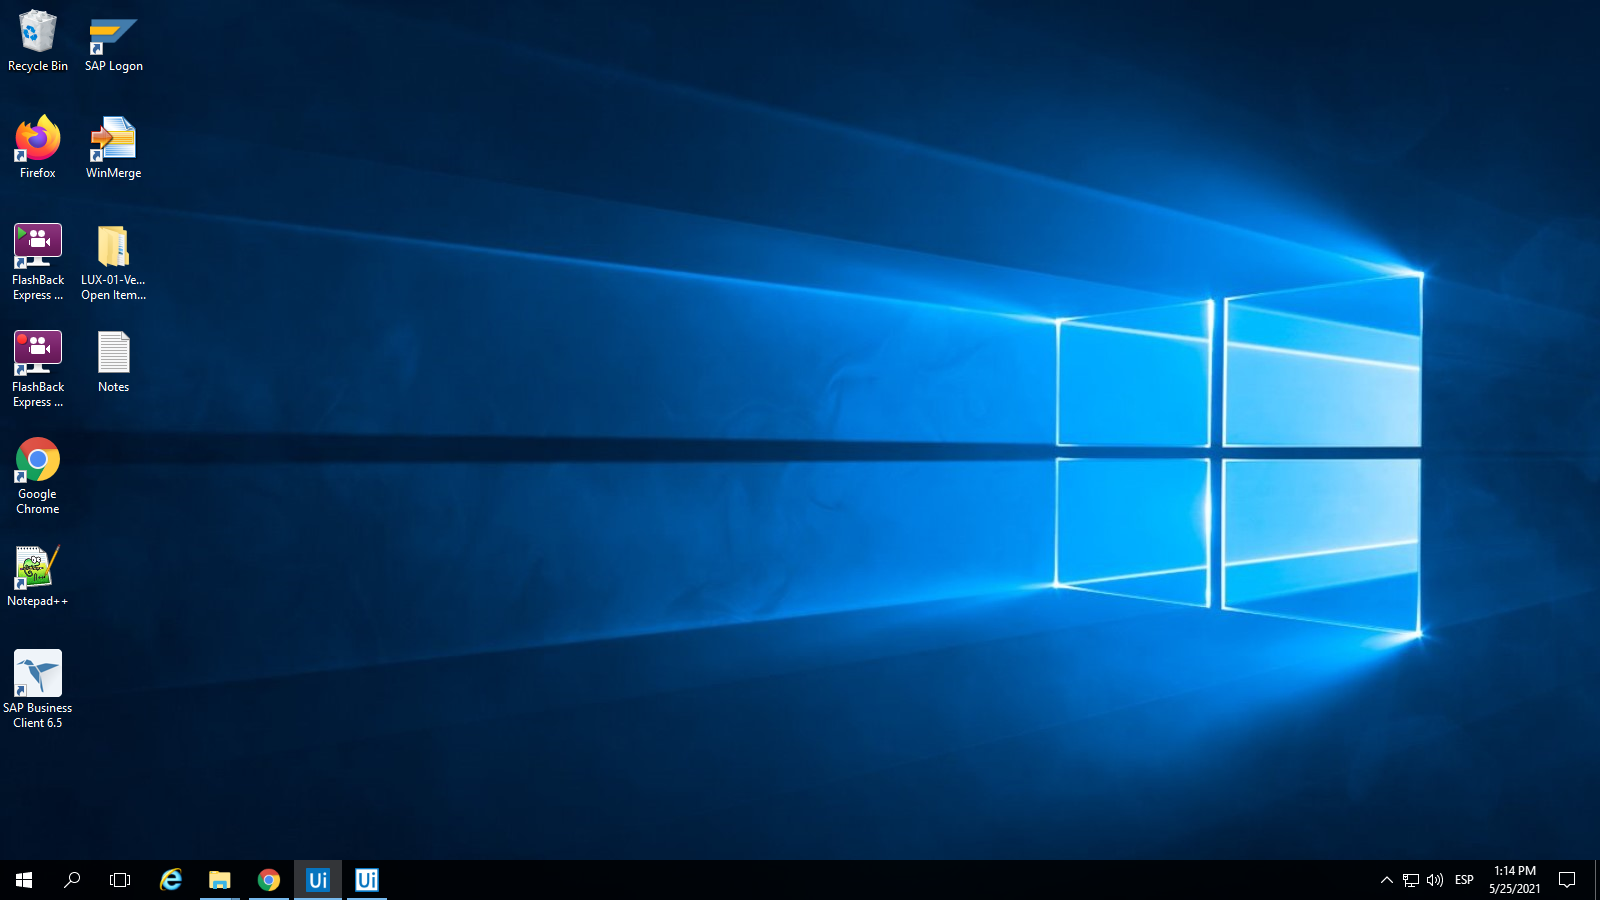 Recycle Bin
SAP Logon
Firefox
WinMerge
FlashBack
Express ...
LUX-01-Ve...
Open Item...
FlashBack
Express ...
Notes
Google
Chrome
Notepad++
SAP Business
Client 6.5
Ui
Ui
ESP
1:14 PM
5/25/2021